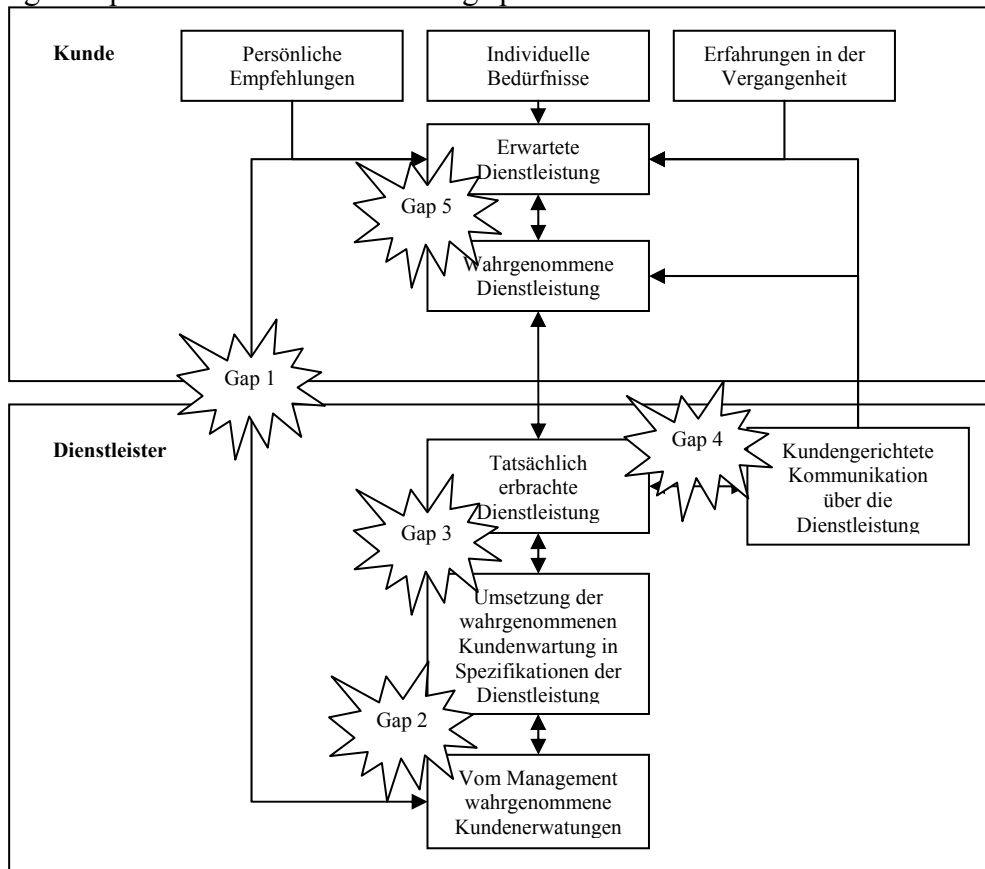 Kunde
Persönliche
Empfehlungen
Individuelle
Bedürfnisse
Erfahrungen in der
Vergangenheit
Erwartete
Dienstleistung
Gap 5
Wahrgenommene
Dienstleistung
Gap 1
Dienstleister
Gap 4
Tatsächlich
erbrachte
Dienstleistung
Kundengerichtete
Kommunikation
über die
Dienstleistung
Gap 3
Umsetzung der
wahrgenommenen
Kundenwartung in
Spezifikationen der
Dienstleistung
Gap 2
Vom Management
wahrgenommene
Kundenerwatungen